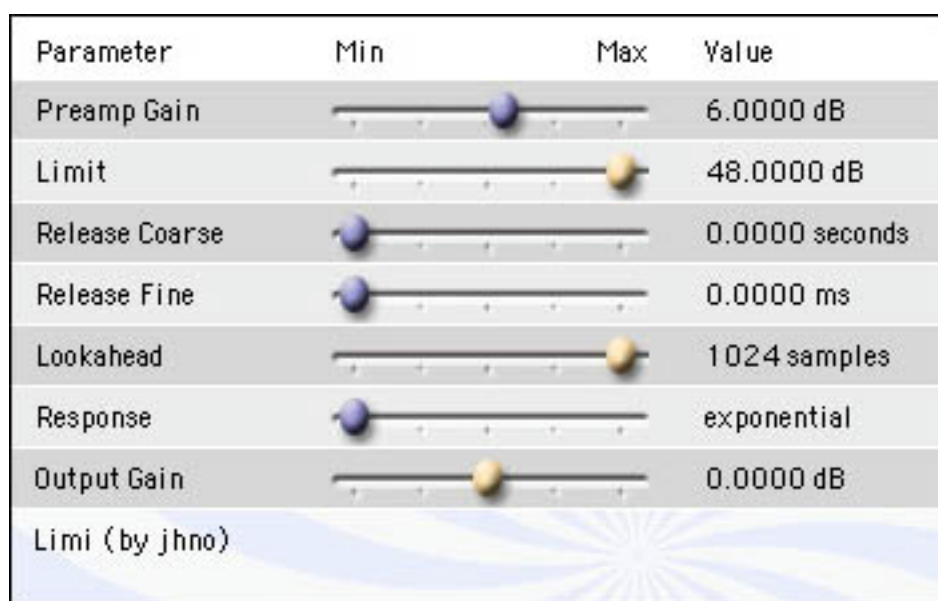 Parameter Min Max Value
Preamp Gain 6.0000 dB
Limit 48.0000 dB
Release Coarse 0.0000 seconds
Release Fine 0.0000 ms
Lookahead 1024 samples
Response exponential
Output Gain 0.0000 dB
Limi (by jhno)